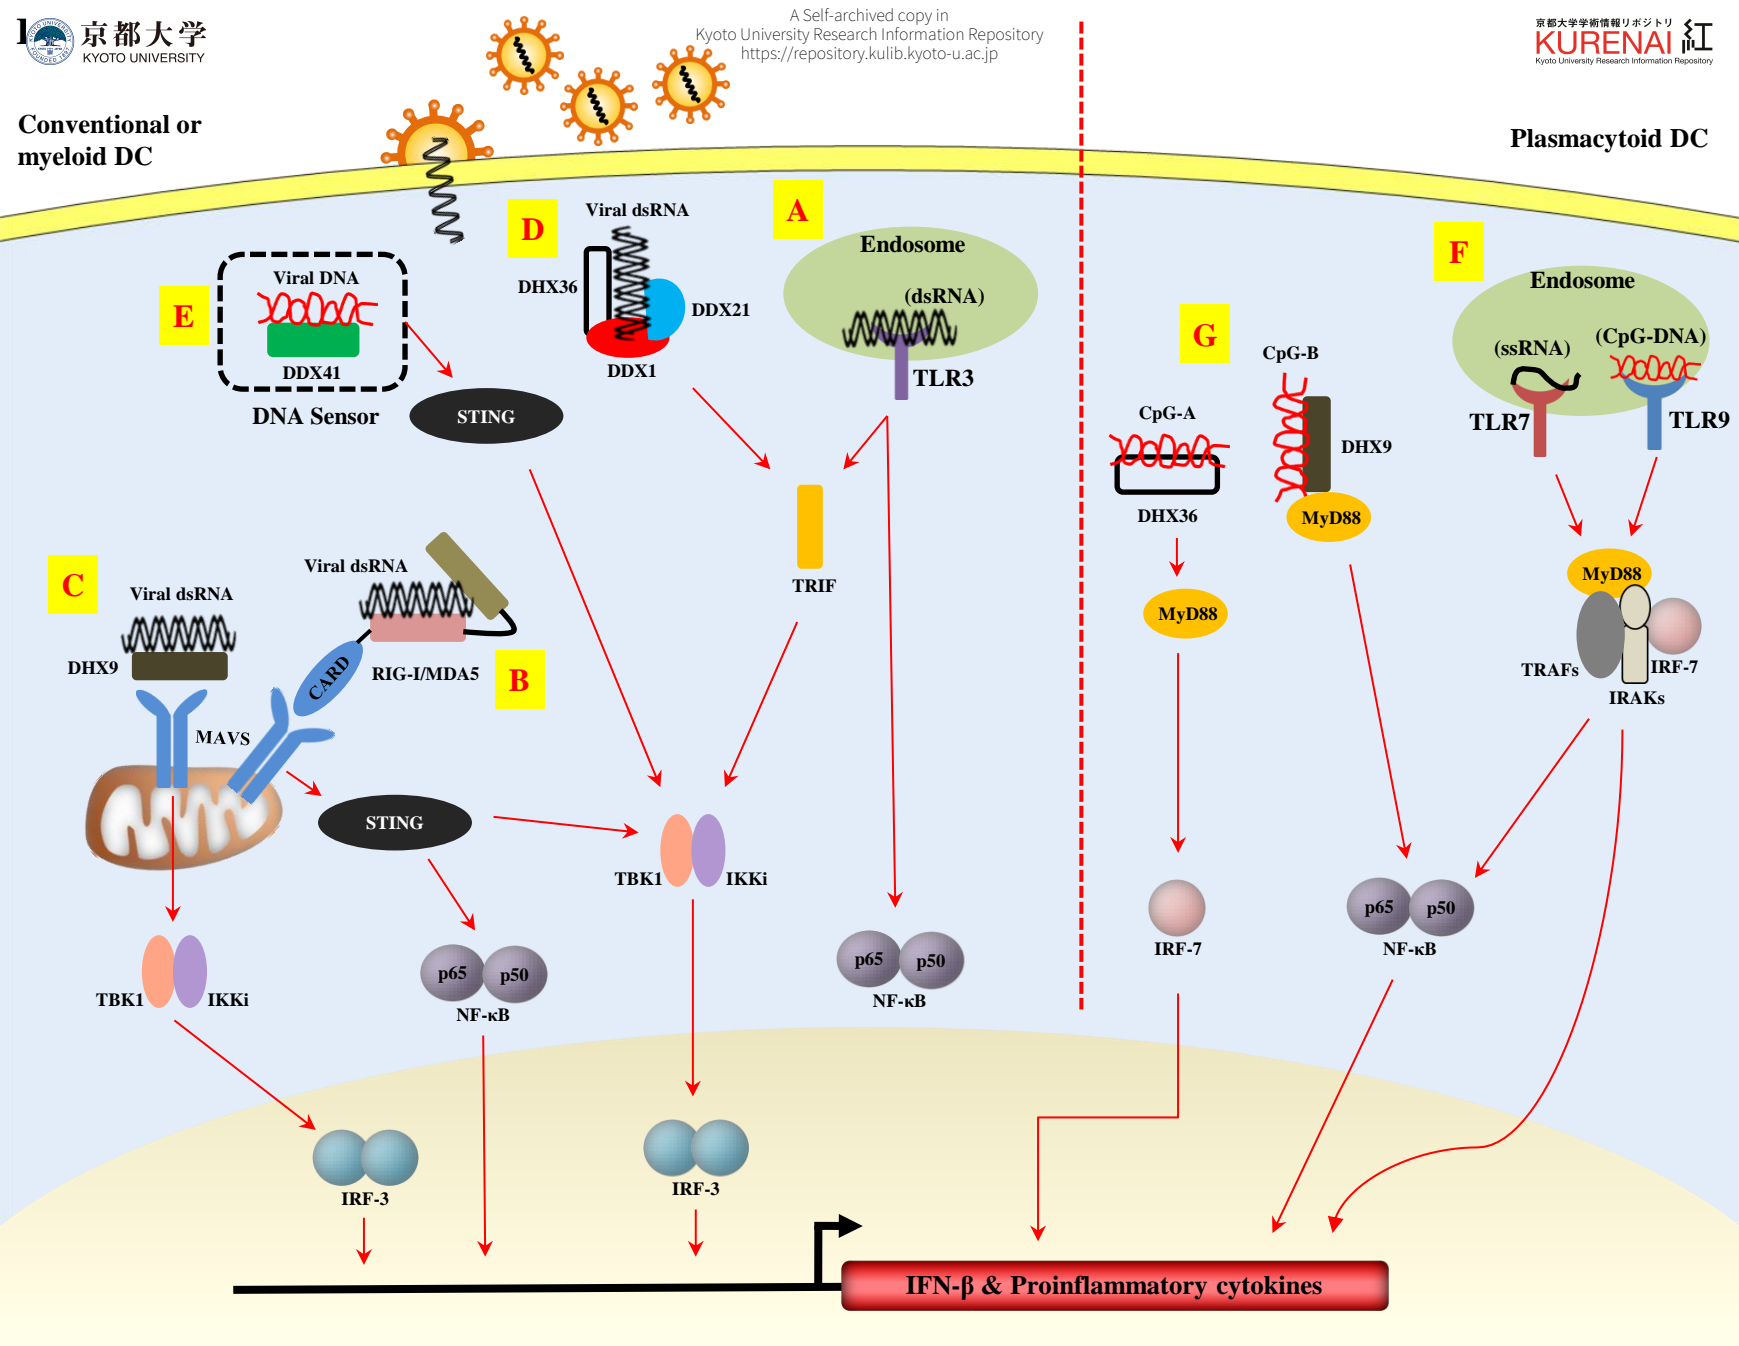 京都大学
KYOTO UNIVERSITY
A Self-archived copy in
Kyoto University Research Information Repository
https://repository.kulib.kyoto-u.ac.jp
京都大学学術情報リポジトリ
KURENAI 紅
Kyoto University Research Information Repository
Conventional or
myeloid DC
Plasmacytoid DC
E
Viral DNA
DDX41
DNA Sensor
STING
D
Viral dsRNA
DHX36
DDX21
DDX1
A
Endosome
(dsRNA)
TLR3
TRIF
C
Viral dsRNA
DHX9
MAVS
Viral dsRNA
CARD
RIG-I/MDA5
B
STING
TBK1
IKKi
TBK1
IKKi
p65
p50
NF-κB
p65
p50
NF-κB
IRF-3
IRF-3
G
CpG-B
CpG-A
DHX9
DHX36
MyD88
MyD88
F
Endosome
(ssRNA)
(CpG-DNA)
TLR7
TLR9
MyD88
TRAFs
IRF-7
IRAKs
IRF-7
p65
p50
NF-κB
IFN-β & Proinflammatory cytokines